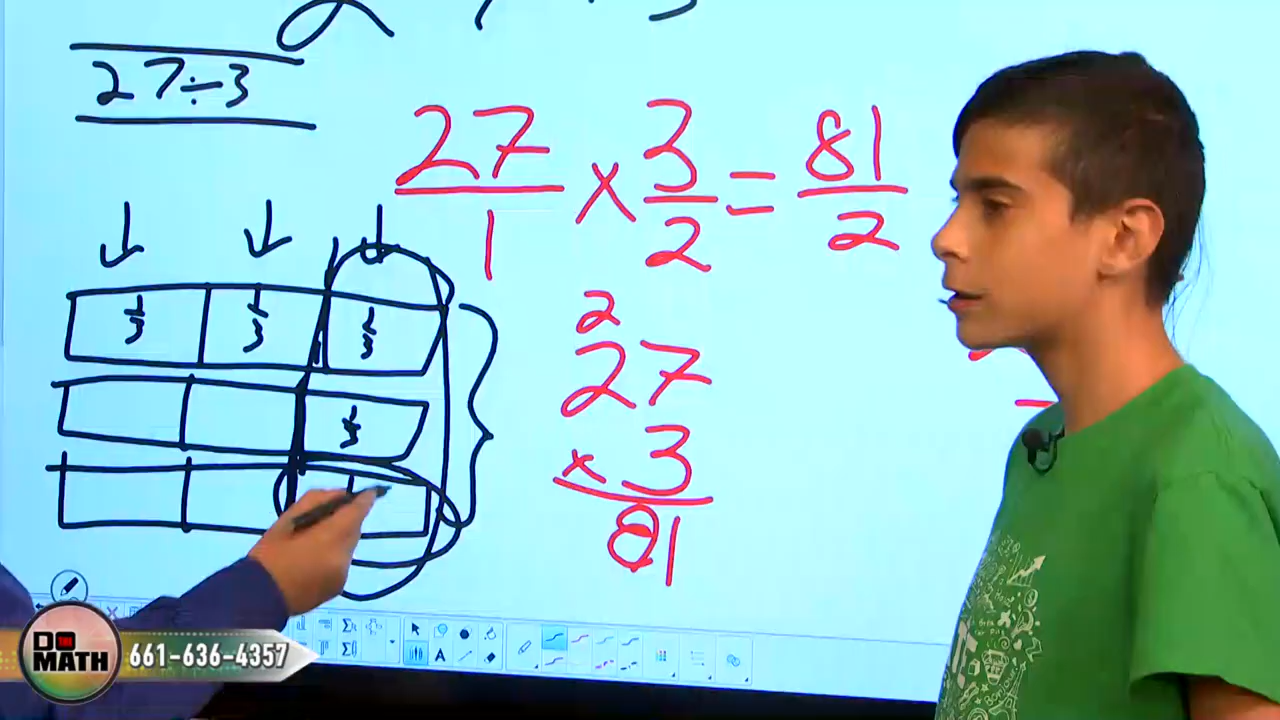 27÷3
27/1 × 3/2 = 81/2
1/3 1/3 1/3
1/3
2
27
× 3
81
DO THE MATH
661-636-4357